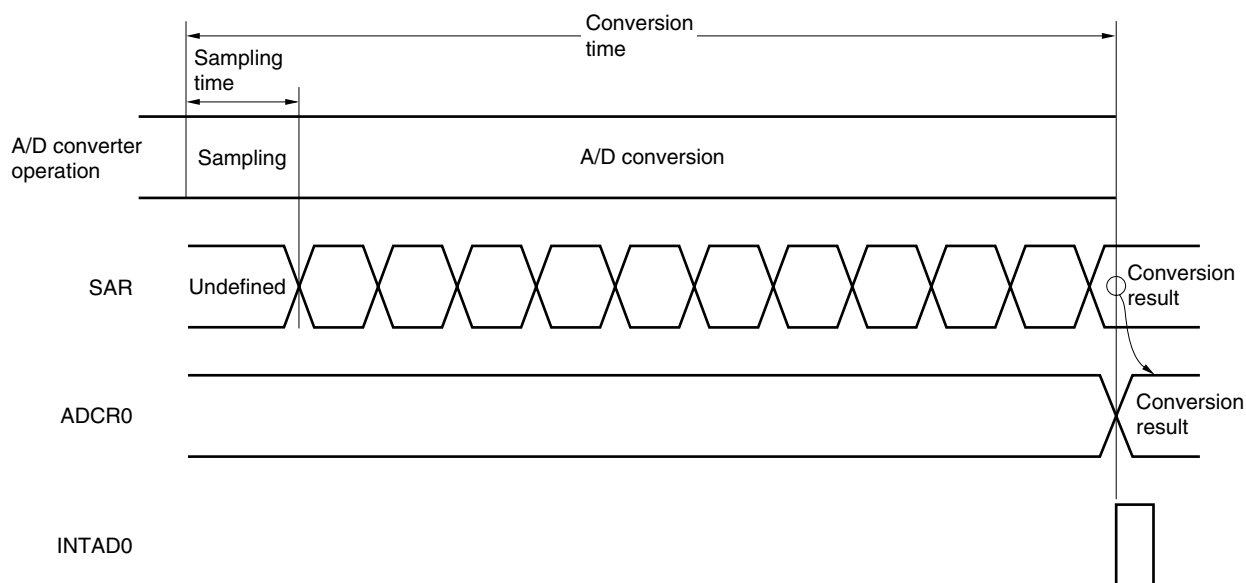 Conversion
time
Sampling
time
A/D converter
operation
Sampling
A/D conversion
SAR
Undefined
Conversion
result
ADCR0
Conversion
result
INTAD0